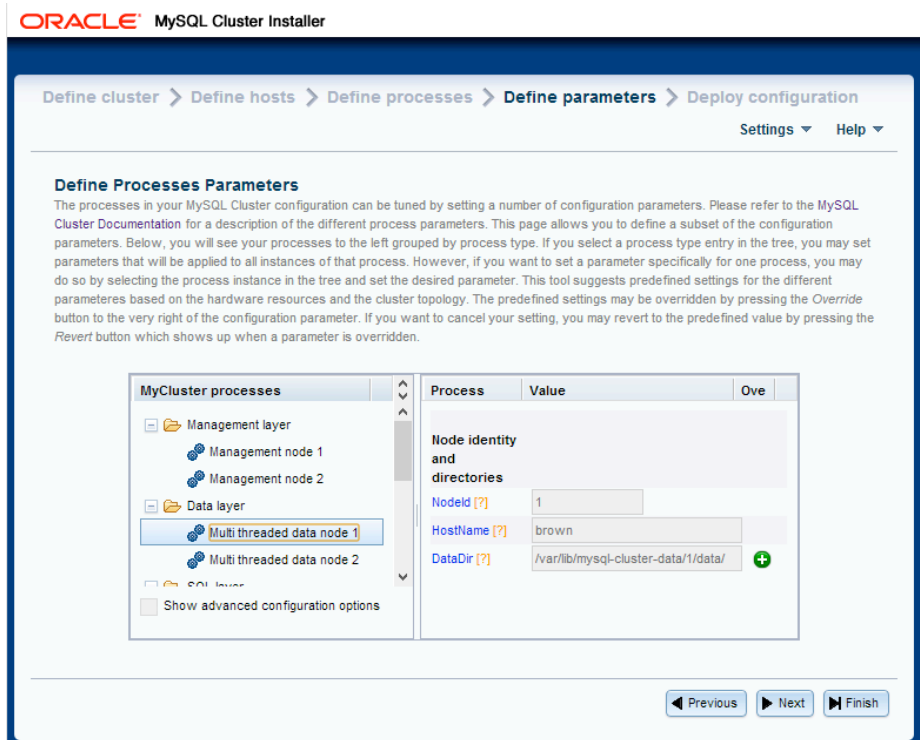 ORACLE MySQL Cluster Installer
Define cluster > Define hosts > Define processes > Define parameters > Deploy configuration
Settings Help
Define Processes Parameters
The processes in your MySQL Cluster configuration can be tuned by setting a number of configuration parameters. Please refer to the MySQL
Cluster Documentation for a description of the different process parameters. This page allows you to define a subset of the configuration
parameters. Below, you will see your processes to the left grouped by process type. If you select a process type entry in the tree, you may set
parameters that will be applied to all instances of that process. However, if you want to set a parameter specifically for one process, you may
do so by selecting the process instance in the tree and set the desired parameter. This tool suggests predefined settings for the different
parameteres based on the hardware resources and the cluster topology. The predefined settings may be overridden by pressing the Override
button to the very right of the configuration parameter. If you want to cancel your setting, you may revert to the predefined value by pressing the
Revert button which shows up when a parameter is overridden.
MyCluster processes
Management layer
Management node 1
Management node 2
Data layer
Multi threaded data node 1
Multi threaded data node 2
SQL layer
Show advanced configuration options
Process Value Ove
Node identity
and
directories
NodeId [?] 1
HostName [?] brown
DataDir [?] /var/lib/mysql-cluster-data/1/data/
Previous Next Finish